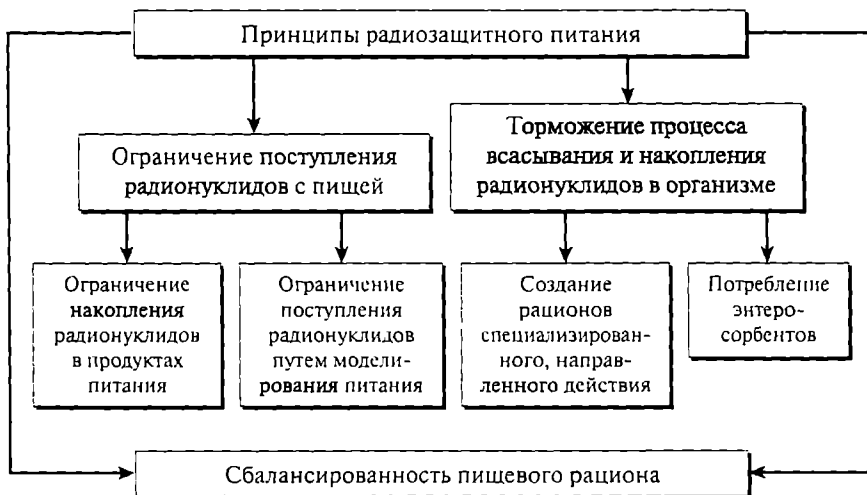 Принципы радиозащитного питания
Ограничение поступления
радионуклидов с пищей
Торможение процесса
всасывания и накопления
радионуклидов в организме
Ограничение
накопления
радионуклидов
в продуктах
питания
Ограничение
поступления
радионуклидов
путем модели-
рования питания
Создание
рационов
специализирован-
ного, направ-
ленного действия
Потребление
энтеро-
сорбентов
Сбалансированность пищевого рациона